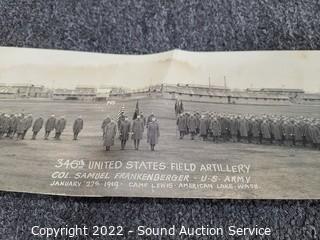 346th UNITED STATES FIELD ARTILLERY
COL. SAMUEL FRANKENBERGER - U·S· ARMY
JANUARY 27th 1919 - CAMP LEWIS - AMERICAN LAKE - WASH.
Copyright 2022 - Sound Auction Service